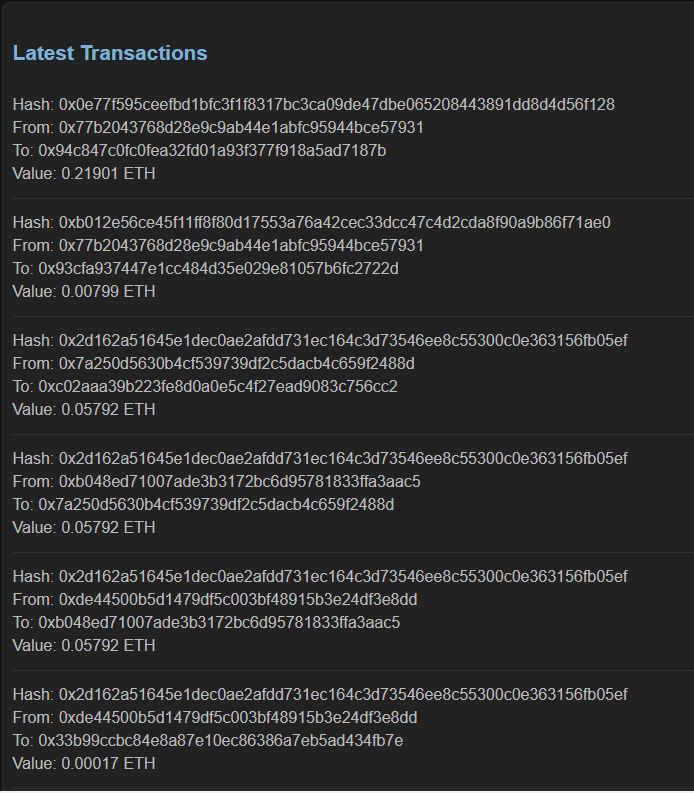 Latest Transactions
Hash: 0x0e77f595ceefbd1bfc3f1f8317bc3ca09de47dbe065208443891dd8d4d56f128
From: 0x77b2043768d28e9c9ab44e1abfc95944bce57931
To: 0x94c847c0fc0fea32fd01a93f377f918a5ad7187b
Value: 0.21901 ETH
Hash: 0xb012e56ce45f11ff8f80d17553a76a42cec33dcc47c4d2cda8f90a9b86f71ae0
From: 0x77b2043768d28e9c9ab44e1abfc95944bce57931
To: 0x93cfa937447e1cc484d35e029e81057b6fc2722d
Value: 0.00799 ETH
Hash: 0x2d162a51645e1dec0ae2afdd731ec164c3d73546ee8c55300c0e363156fb05ef
From: 0x7a250d5630b4cf539739df2c5dacb4c659f2488d
To: 0xc02aaa39b223fe8d0a0e5c4f27ead9083c756cc2
Value: 0.05792 ETH
Hash: 0x2d162a51645e1dec0ae2afdd731ec164c3d73546ee8c55300c0e363156fb05ef
From: 0xb048ed71007ade3b3172bc6d95781833ffa3aac5
To: 0x7a250d5630b4cf539739df2c5dacb4c659f2488d
Value: 0.05792 ETH
Hash: 0x2d162a51645e1dec0ae2afdd731ec164c3d73546ee8c55300c0e363156fb05ef
From: 0xde44500b5d1479df5c003bf48915b3e24df3e8dd
To: 0xb048ed71007ade3b3172bc6d95781833ffa3aac5
Value: 0.05792 ETH
Hash: 0x2d162a51645e1dec0ae2afdd731ec164c3d73546ee8c55300c0e363156fb05ef
From: 0xde44500b5d1479df5c003bf48915b3e24df3e8dd
To: 0x33b99ccbc84e8a87e10ec86386a7eb5ad434fb7e
Value: 0.00017 ETH